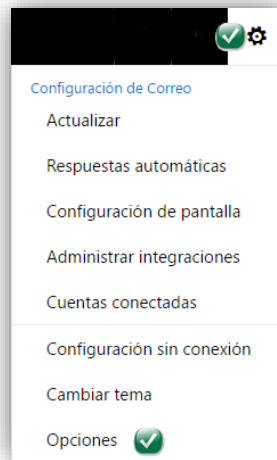 Configuración de Correo
Actualizar
Respuestas automáticas
Configuración de pantalla
Administrar integraciones
Cuentas conectadas
Configuración sin conexión
Cambiar tema
Opciones